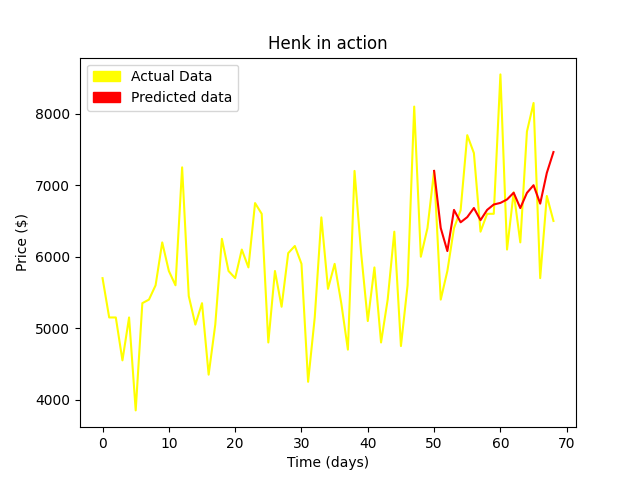 Henk in action
Actual Data
Predicted data
Price ($)
8000
7000
6000
5000
4000
0 10 20 30 40 50 60 70
Time (days)